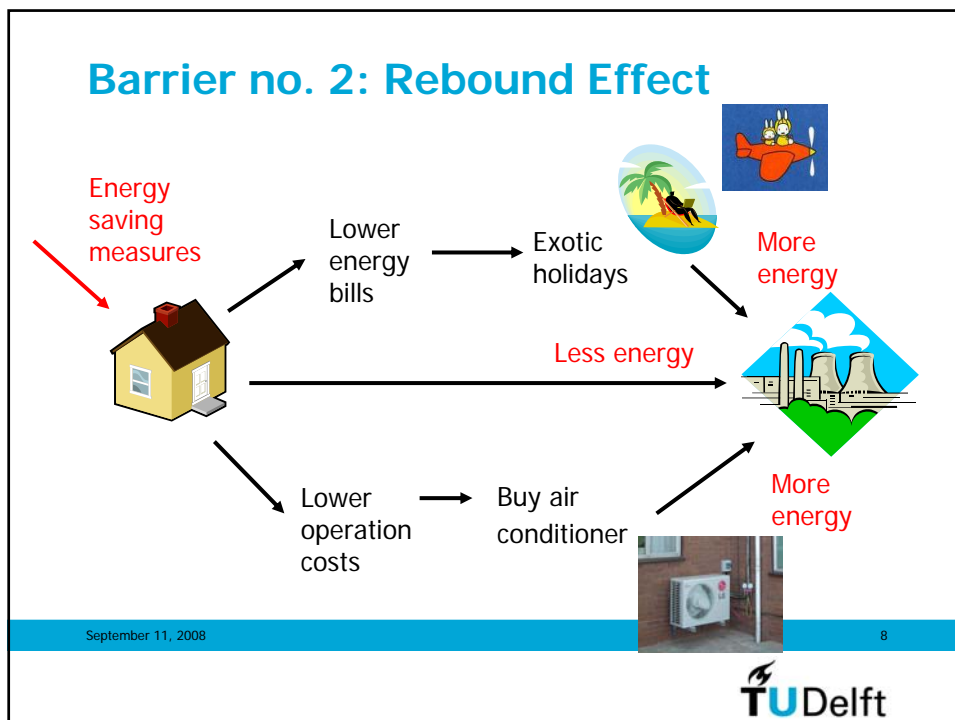 Barrier no. 2: Rebound Effect
Energy
saving
measures
Lower
energy
bills
Exotic
holidays
More
energy
Less energy
Lower
operation
costs
Buy air
conditioner
More
energy
LG
September 11, 2008
8
TUDelft